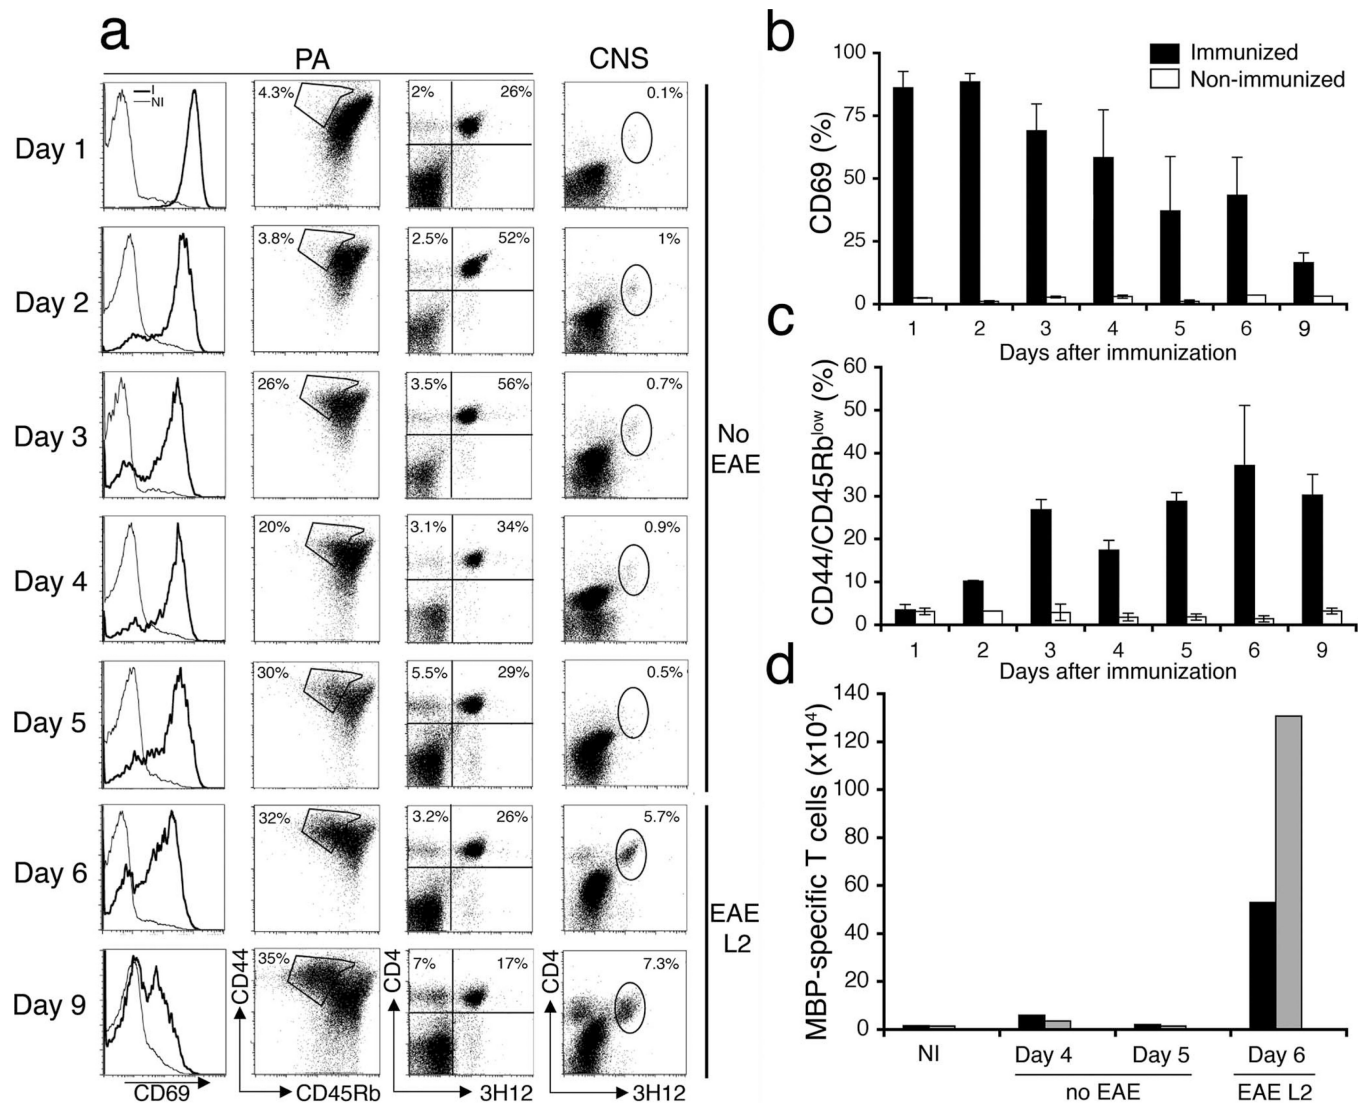 a
PA
CNS
I
NI
Day 1
4.3%
2%
26%
0.1%
Day 2
3.8%
2.5%
52%
1%
Day 3
26%
3.5%
56%
0.7%
Day 4
20%
3.1%
34%
0.9%
Day 5
30%
5.5%
29%
0.5%
Day 6
32%
3.2%
26%
5.7%
Day 9
35%
7%
17%
7.3%
CD69
CD44
CD45Rb
CD4
3H12
CD4
3H12
No
EAE
EAE
L2
b
Immunized
Non-immunized
CD69 (%)
100
75
50
25
0
1 2 3 4 5 6 9
Days after immunization
c
CD44/CD45Rblow (%)
60
50
40
30
20
10
0
1 2 3 4 5 6 9
Days after immunization
d
MBP-specific T cells (x10⁴)
140
120
100
80
60
40
20
0
NI Day 4 Day 5 Day 6
no EAE EAE L2